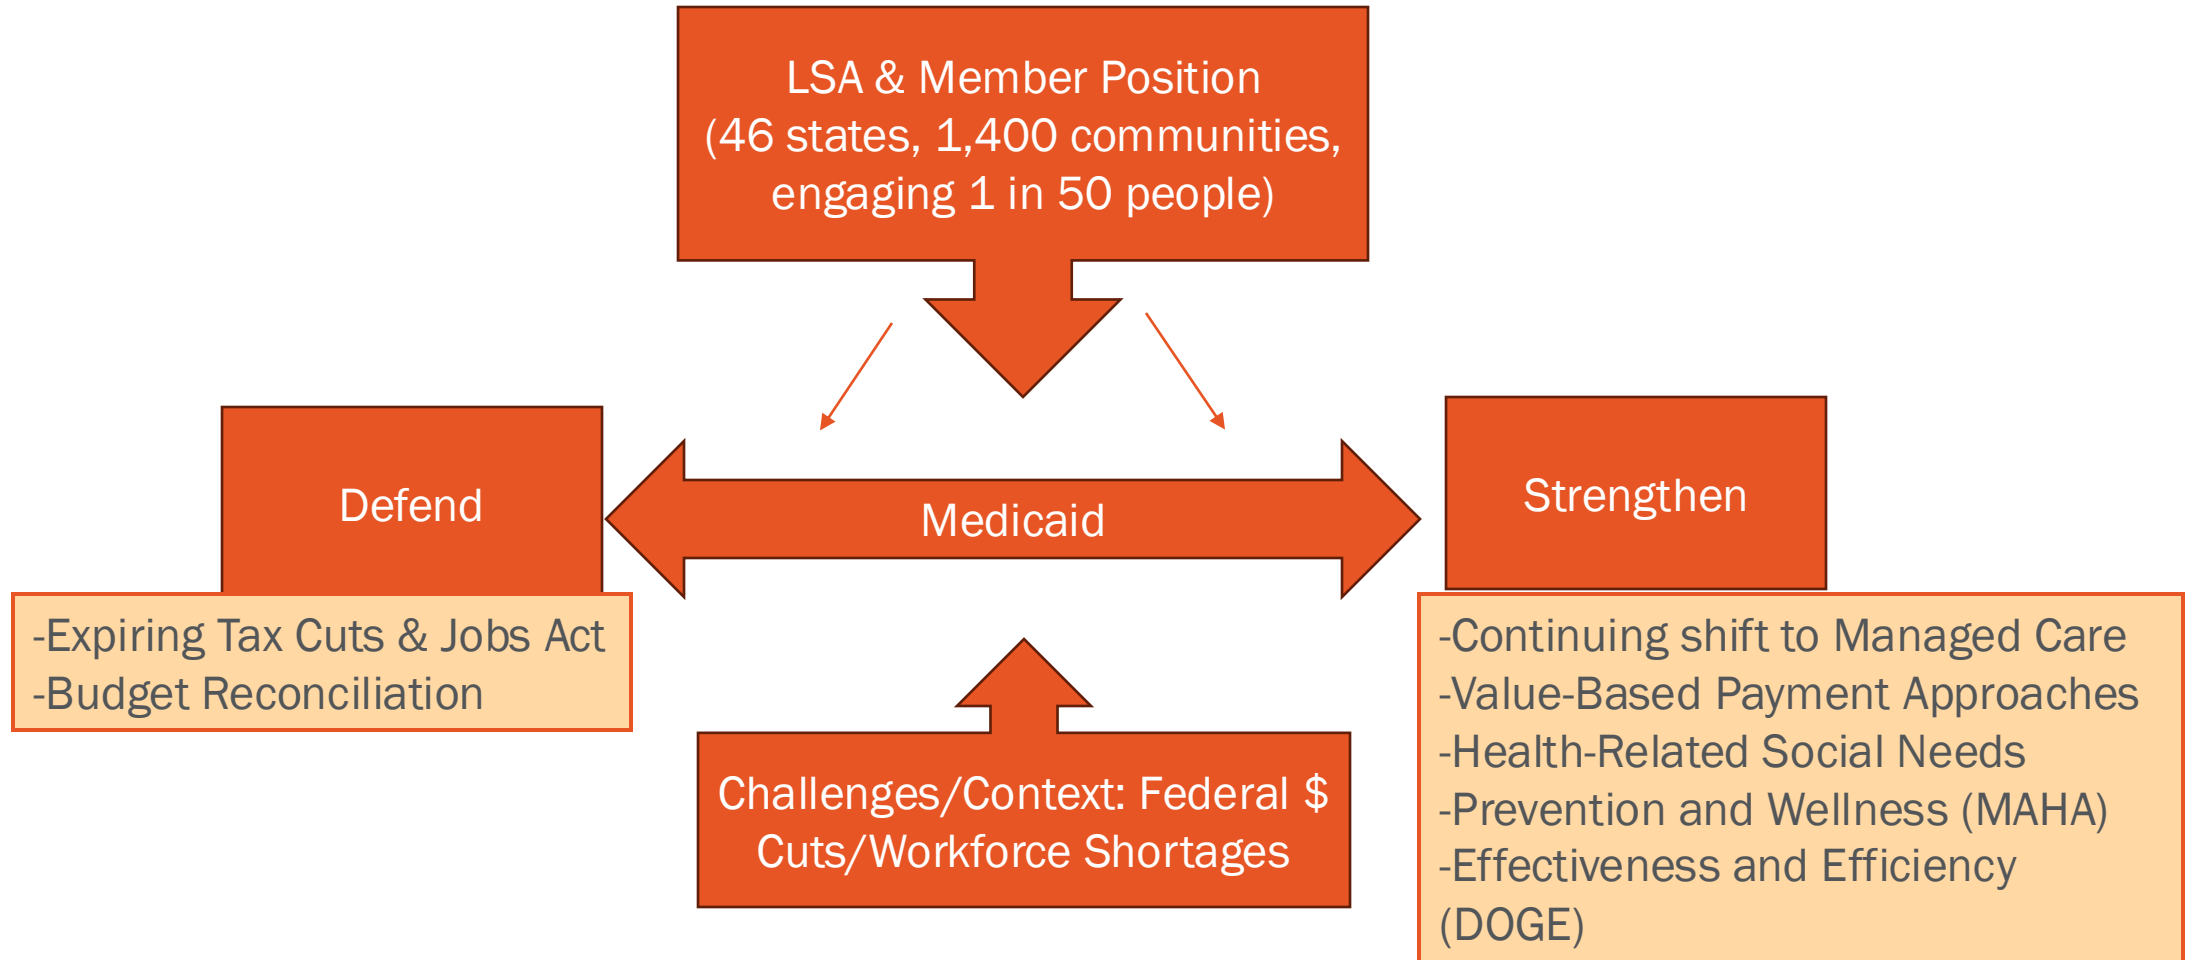 LSA & Member Position
(46 states, 1,400 communities,
engaging 1 in 50 people)
Defend
Medicaid
Strengthen
-Expiring Tax Cuts & Jobs Act
-Budget Reconciliation
Challenges/Context: Federal $
Cuts/Workforce Shortages
-Continuing shift to Managed Care
-Value-Based Payment Approaches
-Health-Related Social Needs
-Prevention and Wellness (MAHA)
-Effectiveness and Efficiency
(DOGE)